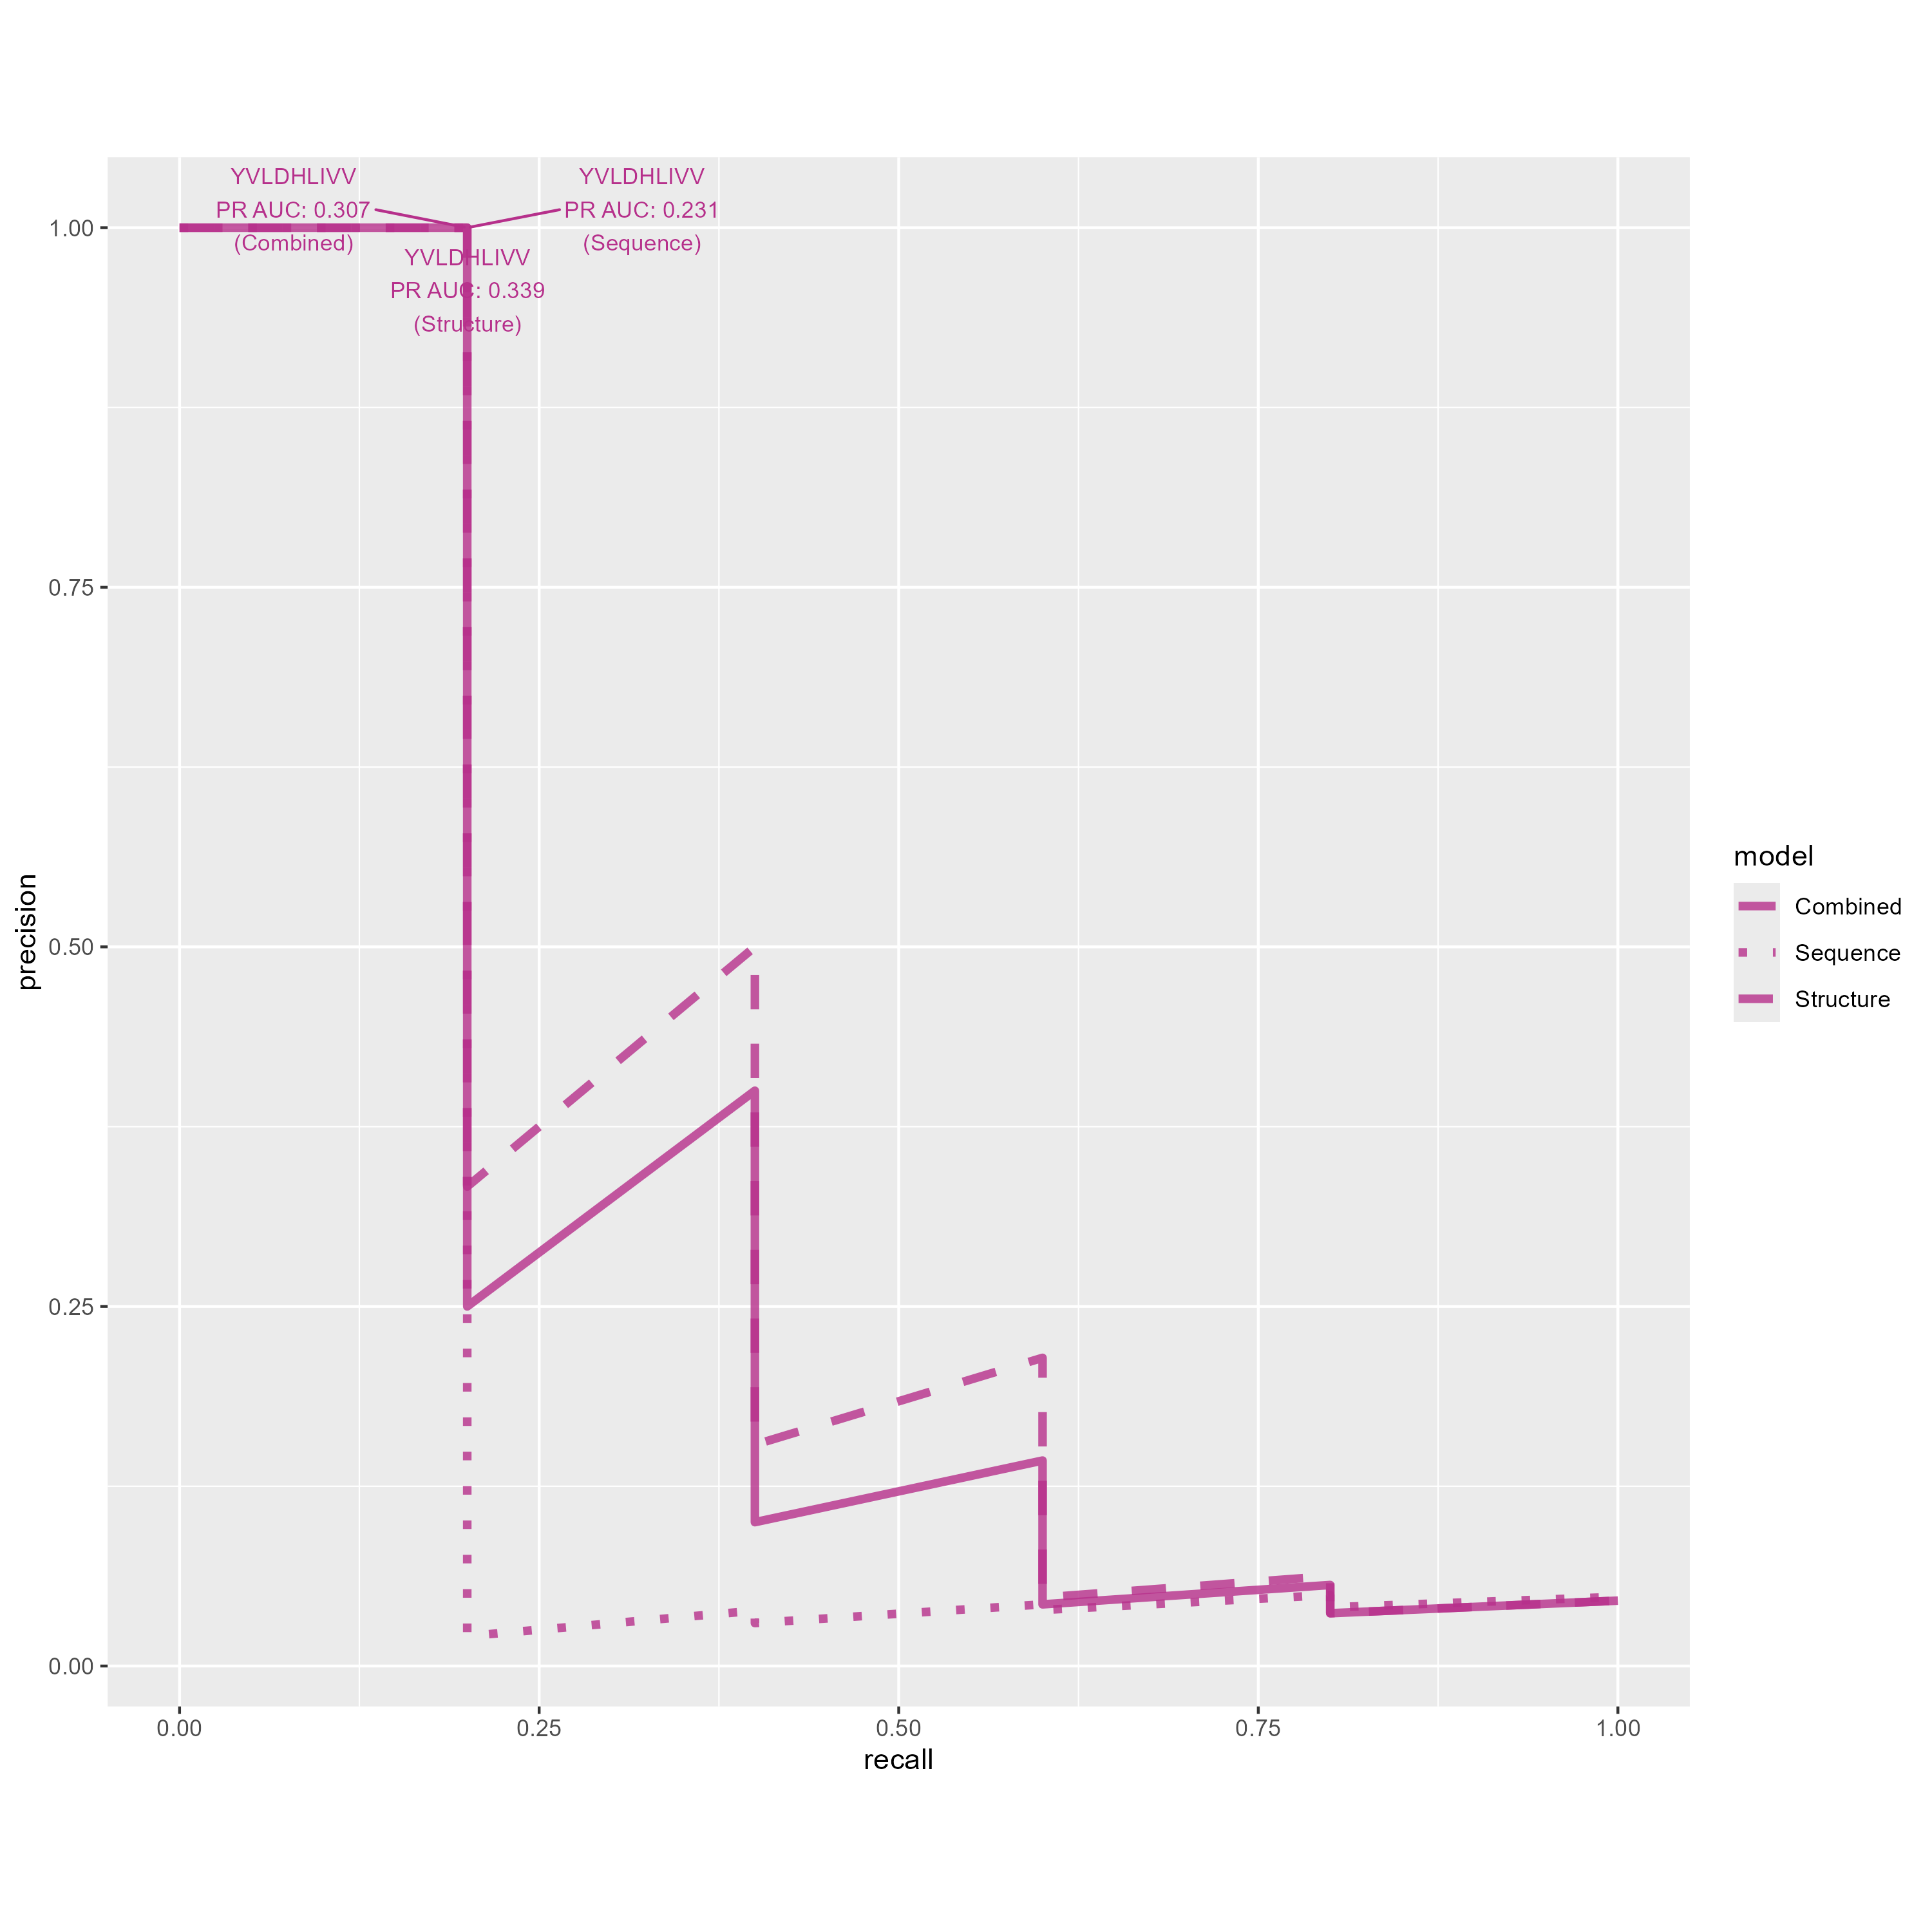 YVLDHLIVV
PR AUC: 0.307
(Combined)
YVLDHLIVV
PR AUC: 0.231
(Sequence)
YVLDHLIVV
PR AUC: 0.339
(Structure)
1.00
0.75
0.50
0.25
0.00
precision
0.00
0.25
0.50
0.75
1.00
recall
model
Combined
Sequence
Structure